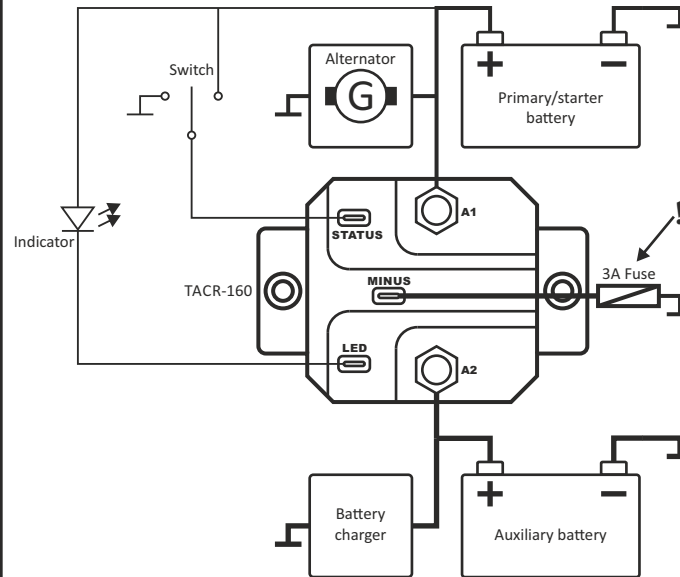 Alternator
G
Switch
+
−
Primary/starter
battery
A1
STATUS
Indicator
!
3A Fuse
TACR-160
MINUS
LED
A2
+
−
Battery
charger
Auxiliary battery